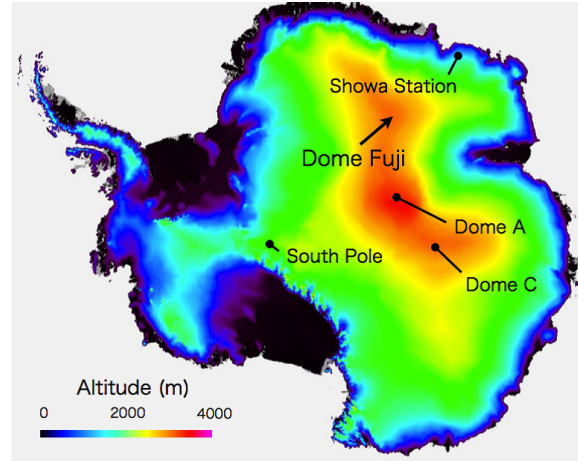 Showa Station
Dome Fuji
Dome A
South Pole
Dome C
Altitude (m)
0 2000 4000